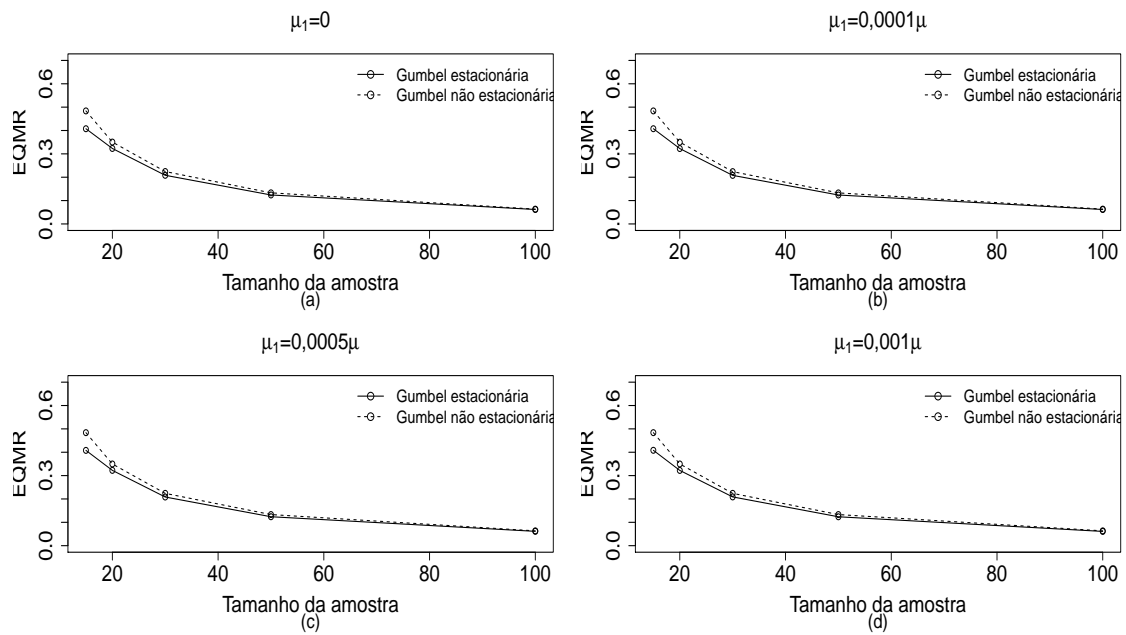 μ₁=0
Gumbel estacionária
Gumbel não estacionária
EQMR
0.0 0.3 0.6
20 40 60 80 100
Tamanho da amostra
(a)
μ₁=0,0001μ
Gumbel estacionária
Gumbel não estacionária
EQMR
0.0 0.3 0.6
20 40 60 80 100
Tamanho da amostra
(b)
μ₁=0,0005μ
Gumbel estacionária
Gumbel não estacionária
EQMR
0.0 0.3 0.6
20 40 60 80 100
Tamanho da amostra
(c)
μ₁=0,001μ
Gumbel estacionária
Gumbel não estacionária
EQMR
0.0 0.3 0.6
20 40 60 80 100
Tamanho da amostra
(d)